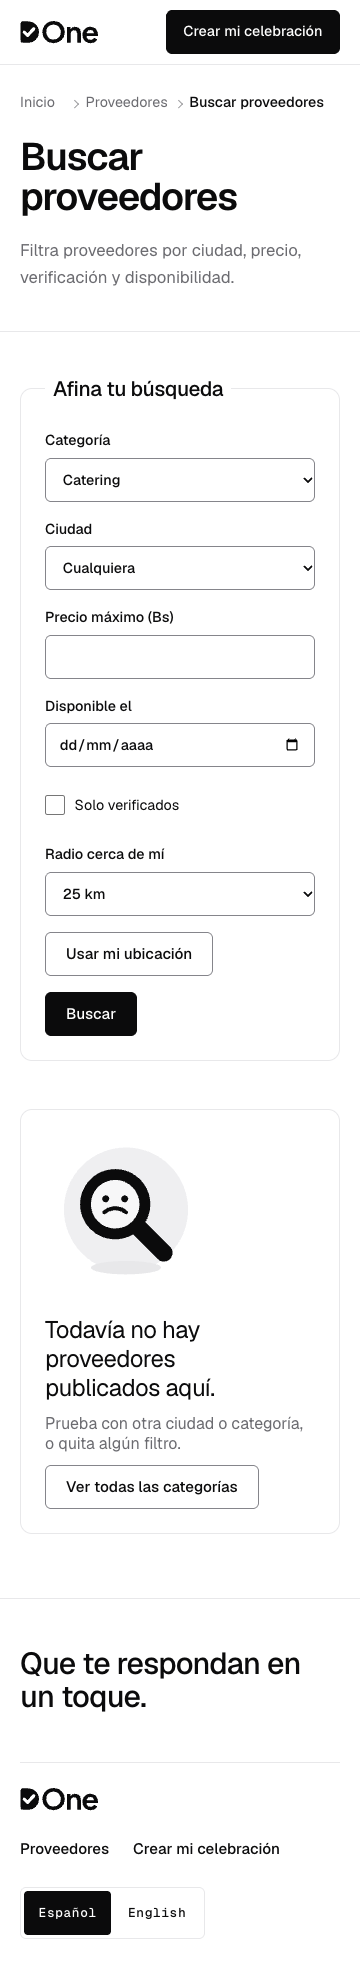 One
Crear mi celebración
Inicio > Proveedores > Buscar proveedores
Buscar
proveedores
Filtra proveedores por ciudad, precio,
verificación y disponibilidad.
Afina tu búsqueda
Categoría
Catering
Ciudad
Cualquiera
Precio máximo (Bs)
Disponible el
dd/mm/aaaa
Solo verificados
Radio cerca de mí
25 km
Usar mi ubicación
Buscar
Todavía no hay
proveedores
publicados aquí.
Prueba con otra ciudad o categoría,
o quita algún filtro.
Ver todas las categorías
Que te respondan en
un toque.
One
Proveedores Crear mi celebración
Español English